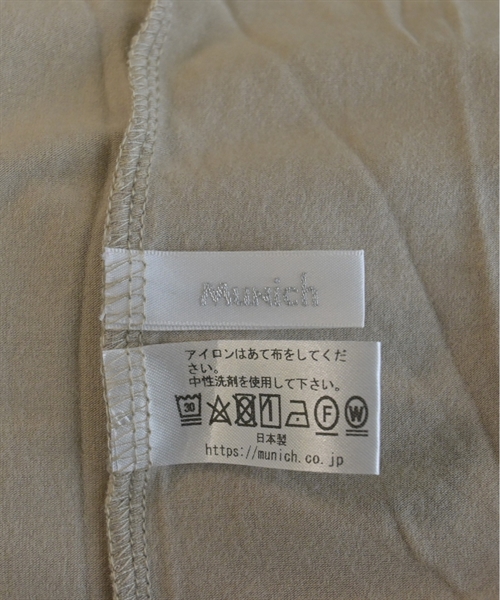 Munich
アイロンはあて布をしてくだ
さい。
中性洗剤を使用して下さい。
30 F W
日本製
https://munich.co.jp